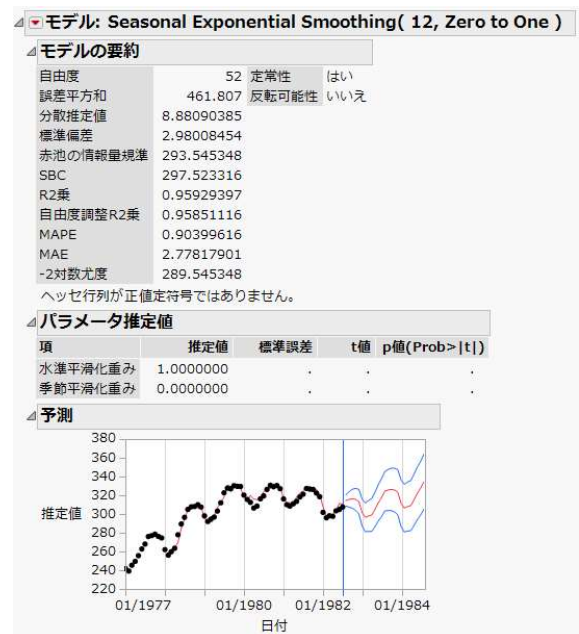 モデル: Seasonal Exponential Smoothing( 12, Zero to One )
モデルの要約
自由度 52 定常性 はい
誤差平方和 461.807 反転可能性 いいえ
分散推定値 8.88090385
標準偏差 2.98008454
赤池の情報量規準 293.545348
SBC 297.523316
R2乗 0.95929397
自由度調整R2乗 0.95851116
MAPE 0.90399616
MAE 2.77817901
-2対数尤度 289.545348
ヘッセ行列が正値定符号ではありません。
パラメータ推定値
項 推定値 標準誤差 t値 p値(Prob>|t|)
水準平滑化重み 1.0000000 . . .
季節平滑化重み 0.0000000 . . .
予測
380
360
340
320
推定値 300
280
260
240
220
01/1977 01/1980 01/1982 01/1984
日付